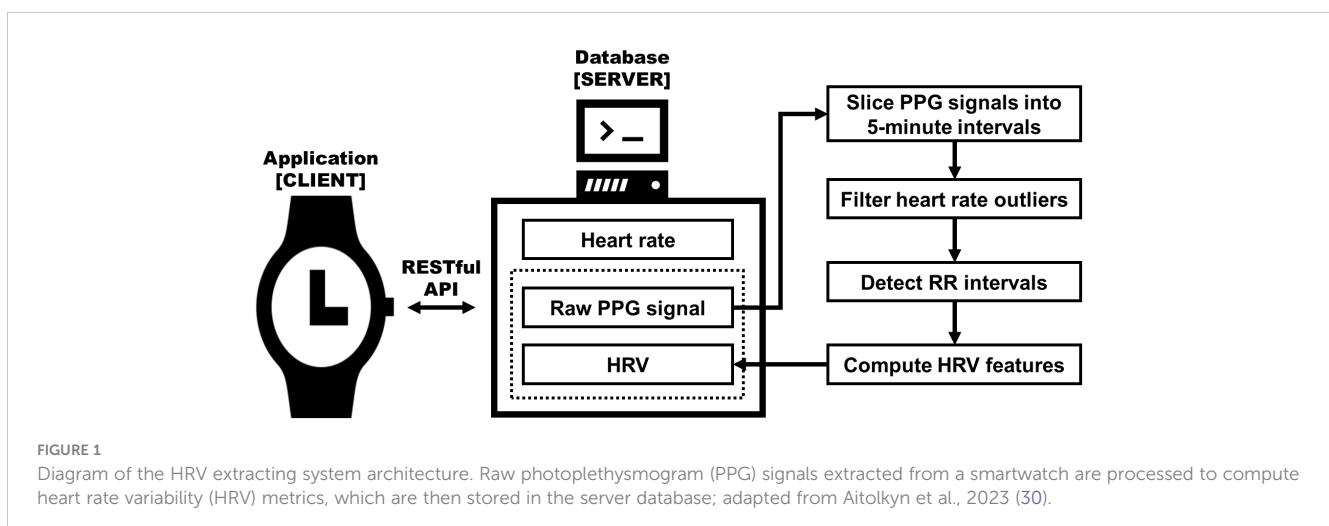 Database
[SERVER]
>_
Application
[CLIENT]
RESTful
API
Heart rate
Raw PPG signal
HRV
Slice PPG signals into
5-minute intervals
Filter heart rate outliers
Detect RR intervals
Compute HRV features
FIGURE 1
Diagram of the HRV extracting system architecture. Raw photoplethysmogram (PPG) signals extracted from a smartwatch are processed to compute
heart rate variability (HRV) metrics, which are then stored in the server database; adapted from Aitolkyn et al., 2023 (30).